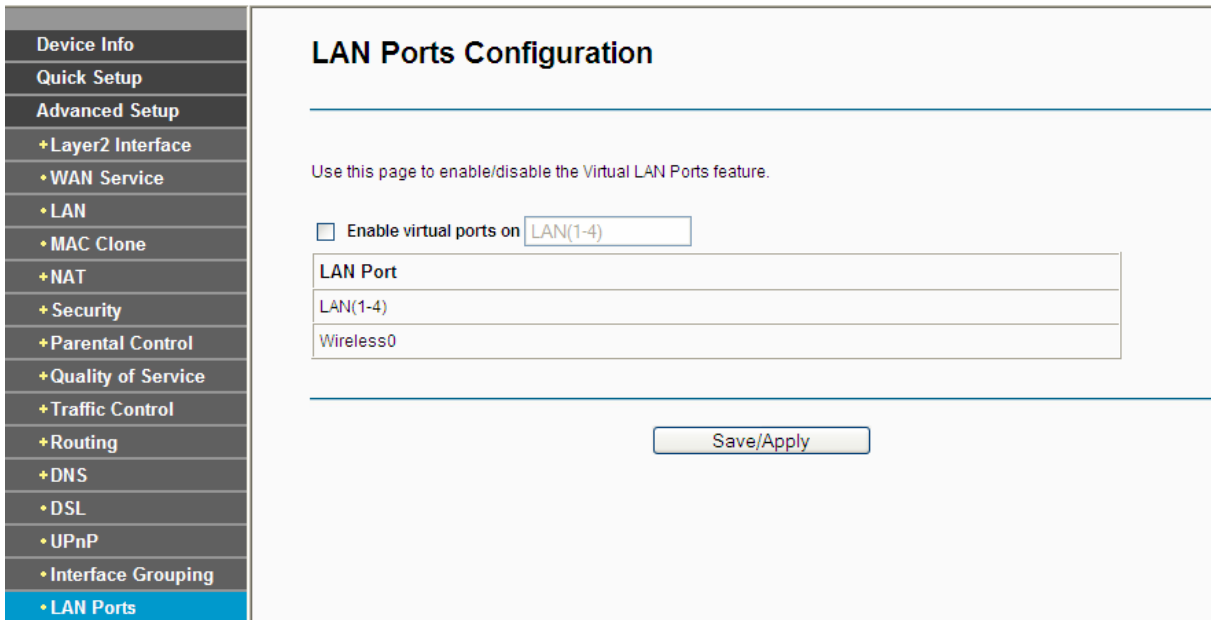 Device Info
Quick Setup
Advanced Setup
+Layer2 Interface
•WAN Service
•LAN
•MAC Clone
+NAT
+Security
+Parental Control
+Quality of Service
+Traffic Control
+Routing
+DNS
•DSL
•UPnP
•Interface Grouping
•LAN Ports
LAN Ports Configuration
Use this page to enable/disable the Virtual LAN Ports feature.
Enable virtual ports on LAN(1-4)
LAN Port
LAN(1-4)
Wireless0
Save/Apply